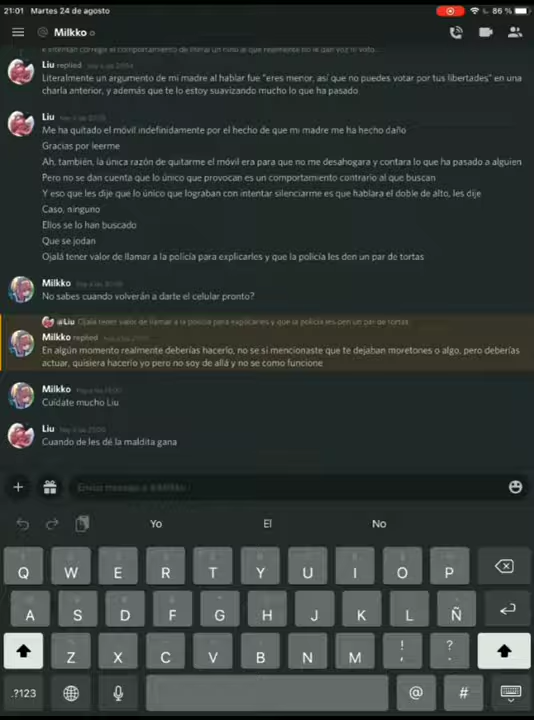 21:01 Martes 24 de agosto 86 %
@ Milkko
Liu replied
Literalmente un argumento de mi madre al hablar fue "eres menor, así que no puedes votar por tus libertades" en una
charla anterior, y además que te lo estoy suavizando mucho lo que ha pasado
Liu
Me ha quitado el móvil indefinidamente por el hecho de que mi madre me ha hecho daño
Gracias por leerme
Ah, también, la única razón de quitarme el móvil era para que no me desahogara y contara lo que ha pasado a alguien
Pero no se dan cuenta que lo único que provocan es un comportamiento contrario al que buscan
Y eso que les dije que lo único que lograban con intentar silenciarme es que hablara el doble de alto, les dije
Caso, ninguno
Ellos se lo han buscado
Que se jodan
Ojalá tener valor de llamar a la policía para explicarles y que la policía les den un par de tortas
Milkko
No sabes cuando volverán a darte el celular pronto?
@Liu Ojalá tener valor de llamar a la policía para explicarles y que la policía les den un par de tortas
Milkko replied
En algún momento realmente deberías hacerlo, no se si mencionaste que te dejaban moretones o algo, pero deberías
actuar, quisiera hacerlo yo pero no soy de allá y no se como funcione
Milkko
Cuidate mucho Liu
Liu
Cuando de les dé la maldita gana
Yo El No
Q W E R T Y U I O P
A S D F G H J K L Ñ
Z X C V B N M ! , ? .
.?123 @ #